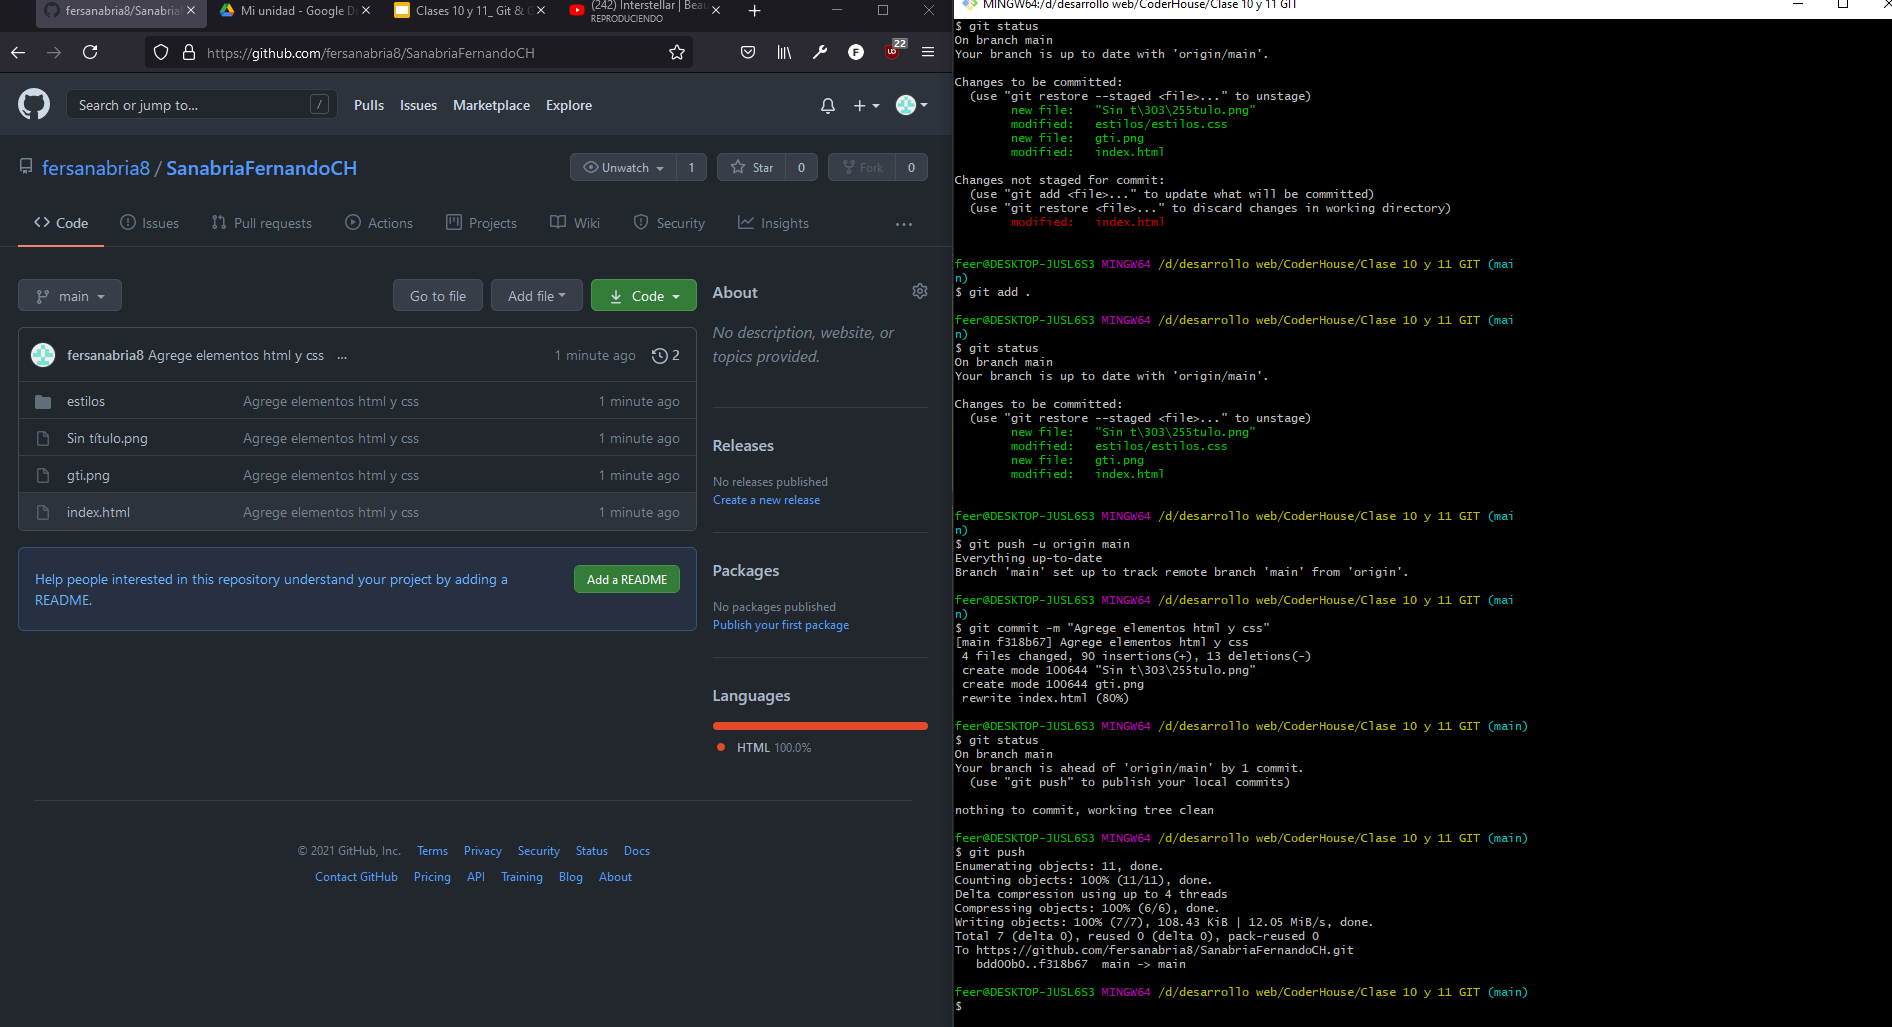 fersanabria8/Sanabria
Mi unidad - Google D
Clases 10 y 11_ Git &
(242) Interstellar | Beau
REPRODUCIENDO
https://github.com/fersanabria8/SanabriaFernandoCH
22
Search or jump to...
/
Pulls
Issues
Marketplace
Explore
fersanabria8 / SanabriaFernandoCH
Unwatch 1
Star 0
Fork 0
Code
Issues
Pull requests
Actions
Projects
Wiki
Security
Insights
...
main
Go to file
Add file
Code
fersanabria8 Agrege elementos html y css ... 1 minute ago 2
estilos Agrege elementos html y css 1 minute ago
Sin título.png Agrege elementos html y css 1 minute ago
gti.png Agrege elementos html y css 1 minute ago
index.html Agrege elementos html y css 1 minute ago
Help people interested in this repository understand your project by adding a
README.
Add a README
About
No description, website, or
topics provided.
Releases
No releases published
Create a new release
Packages
No packages published
Publish your first package
Languages
HTML 100.0%
© 2021 GitHub, Inc. Terms Privacy Security Status Docs
Contact GitHub Pricing API Training Blog About
MINGW64:/d/desarrollo web/CoderHouse/Clase 10 y 11 GIT
$ git status
On branch main
Your branch is up to date with 'origin/main'.
Changes to be committed:
(use "git restore --staged <file>..." to unstage)
new file: "Sin t\303\255tulo.png"
modified: estilos/estilos.css
new file: gti.png
modified: index.html
Changes not staged for commit:
(use "git add <file>..." to update what will be committed)
(use "git restore <file>..." to discard changes in working directory)
modified: index.html
feer@DESKTOP-JUSL6S3 MINGW64 /d/desarrollo web/CoderHouse/Clase 10 y 11 GIT (mai
n)
$ git add .
feer@DESKTOP-JUSL6S3 MINGW64 /d/desarrollo web/CoderHouse/Clase 10 y 11 GIT (mai
n)
$ git status
On branch main
Your branch is up to date with 'origin/main'.
Changes to be committed:
(use "git restore --staged <file>..." to unstage)
new file: "Sin t\303\255tulo.png"
modified: estilos/estilos.css
new file: gti.png
modified: index.html
feer@DESKTOP-JUSL6S3 MINGW64 /d/desarrollo web/CoderHouse/Clase 10 y 11 GIT (mai
n)
$ git push -u origin main
Everything up-to-date
Branch 'main' set up to track remote branch 'main' from 'origin'.
feer@DESKTOP-JUSL6S3 MINGW64 /d/desarrollo web/CoderHouse/Clase 10 y 11 GIT (mai
n)
$ git commit -m "Agrege elementos html y css"
[main f318b67] Agrege elementos html y css
4 files changed, 90 insertions(+), 13 deletions(-)
create mode 100644 "Sin t\303\255tulo.png"
create mode 100644 gti.png
rewrite index.html (80%)
feer@DESKTOP-JUSL6S3 MINGW64 /d/desarrollo web/CoderHouse/Clase 10 y 11 GIT (main)
$ git status
On branch main
Your branch is ahead of 'origin/main' by 1 commit.
(use "git push" to publish your local commits)
nothing to commit, working tree clean
feer@DESKTOP-JUSL6S3 MINGW64 /d/desarrollo web/CoderHouse/Clase 10 y 11 GIT (main)
$ git push
Enumerating objects: 11, done.
Counting objects: 100% (11/11), done.
Delta compression using up to 4 threads
Compressing objects: 100% (6/6), done.
Writing objects: 100% (7/7), 108.43 KiB | 12.05 MiB/s, done.
Total 7 (delta 0), reused 0 (delta 0), pack-reused 0
To https://github.com/fersanabria8/SanabriaFernandoCH.git
bdd00b0..f318b67 main -> main
feer@DESKTOP-JUSL6S3 MINGW64 /d/desarrollo web/CoderHouse/Clase 10 y 11 GIT (main)
$